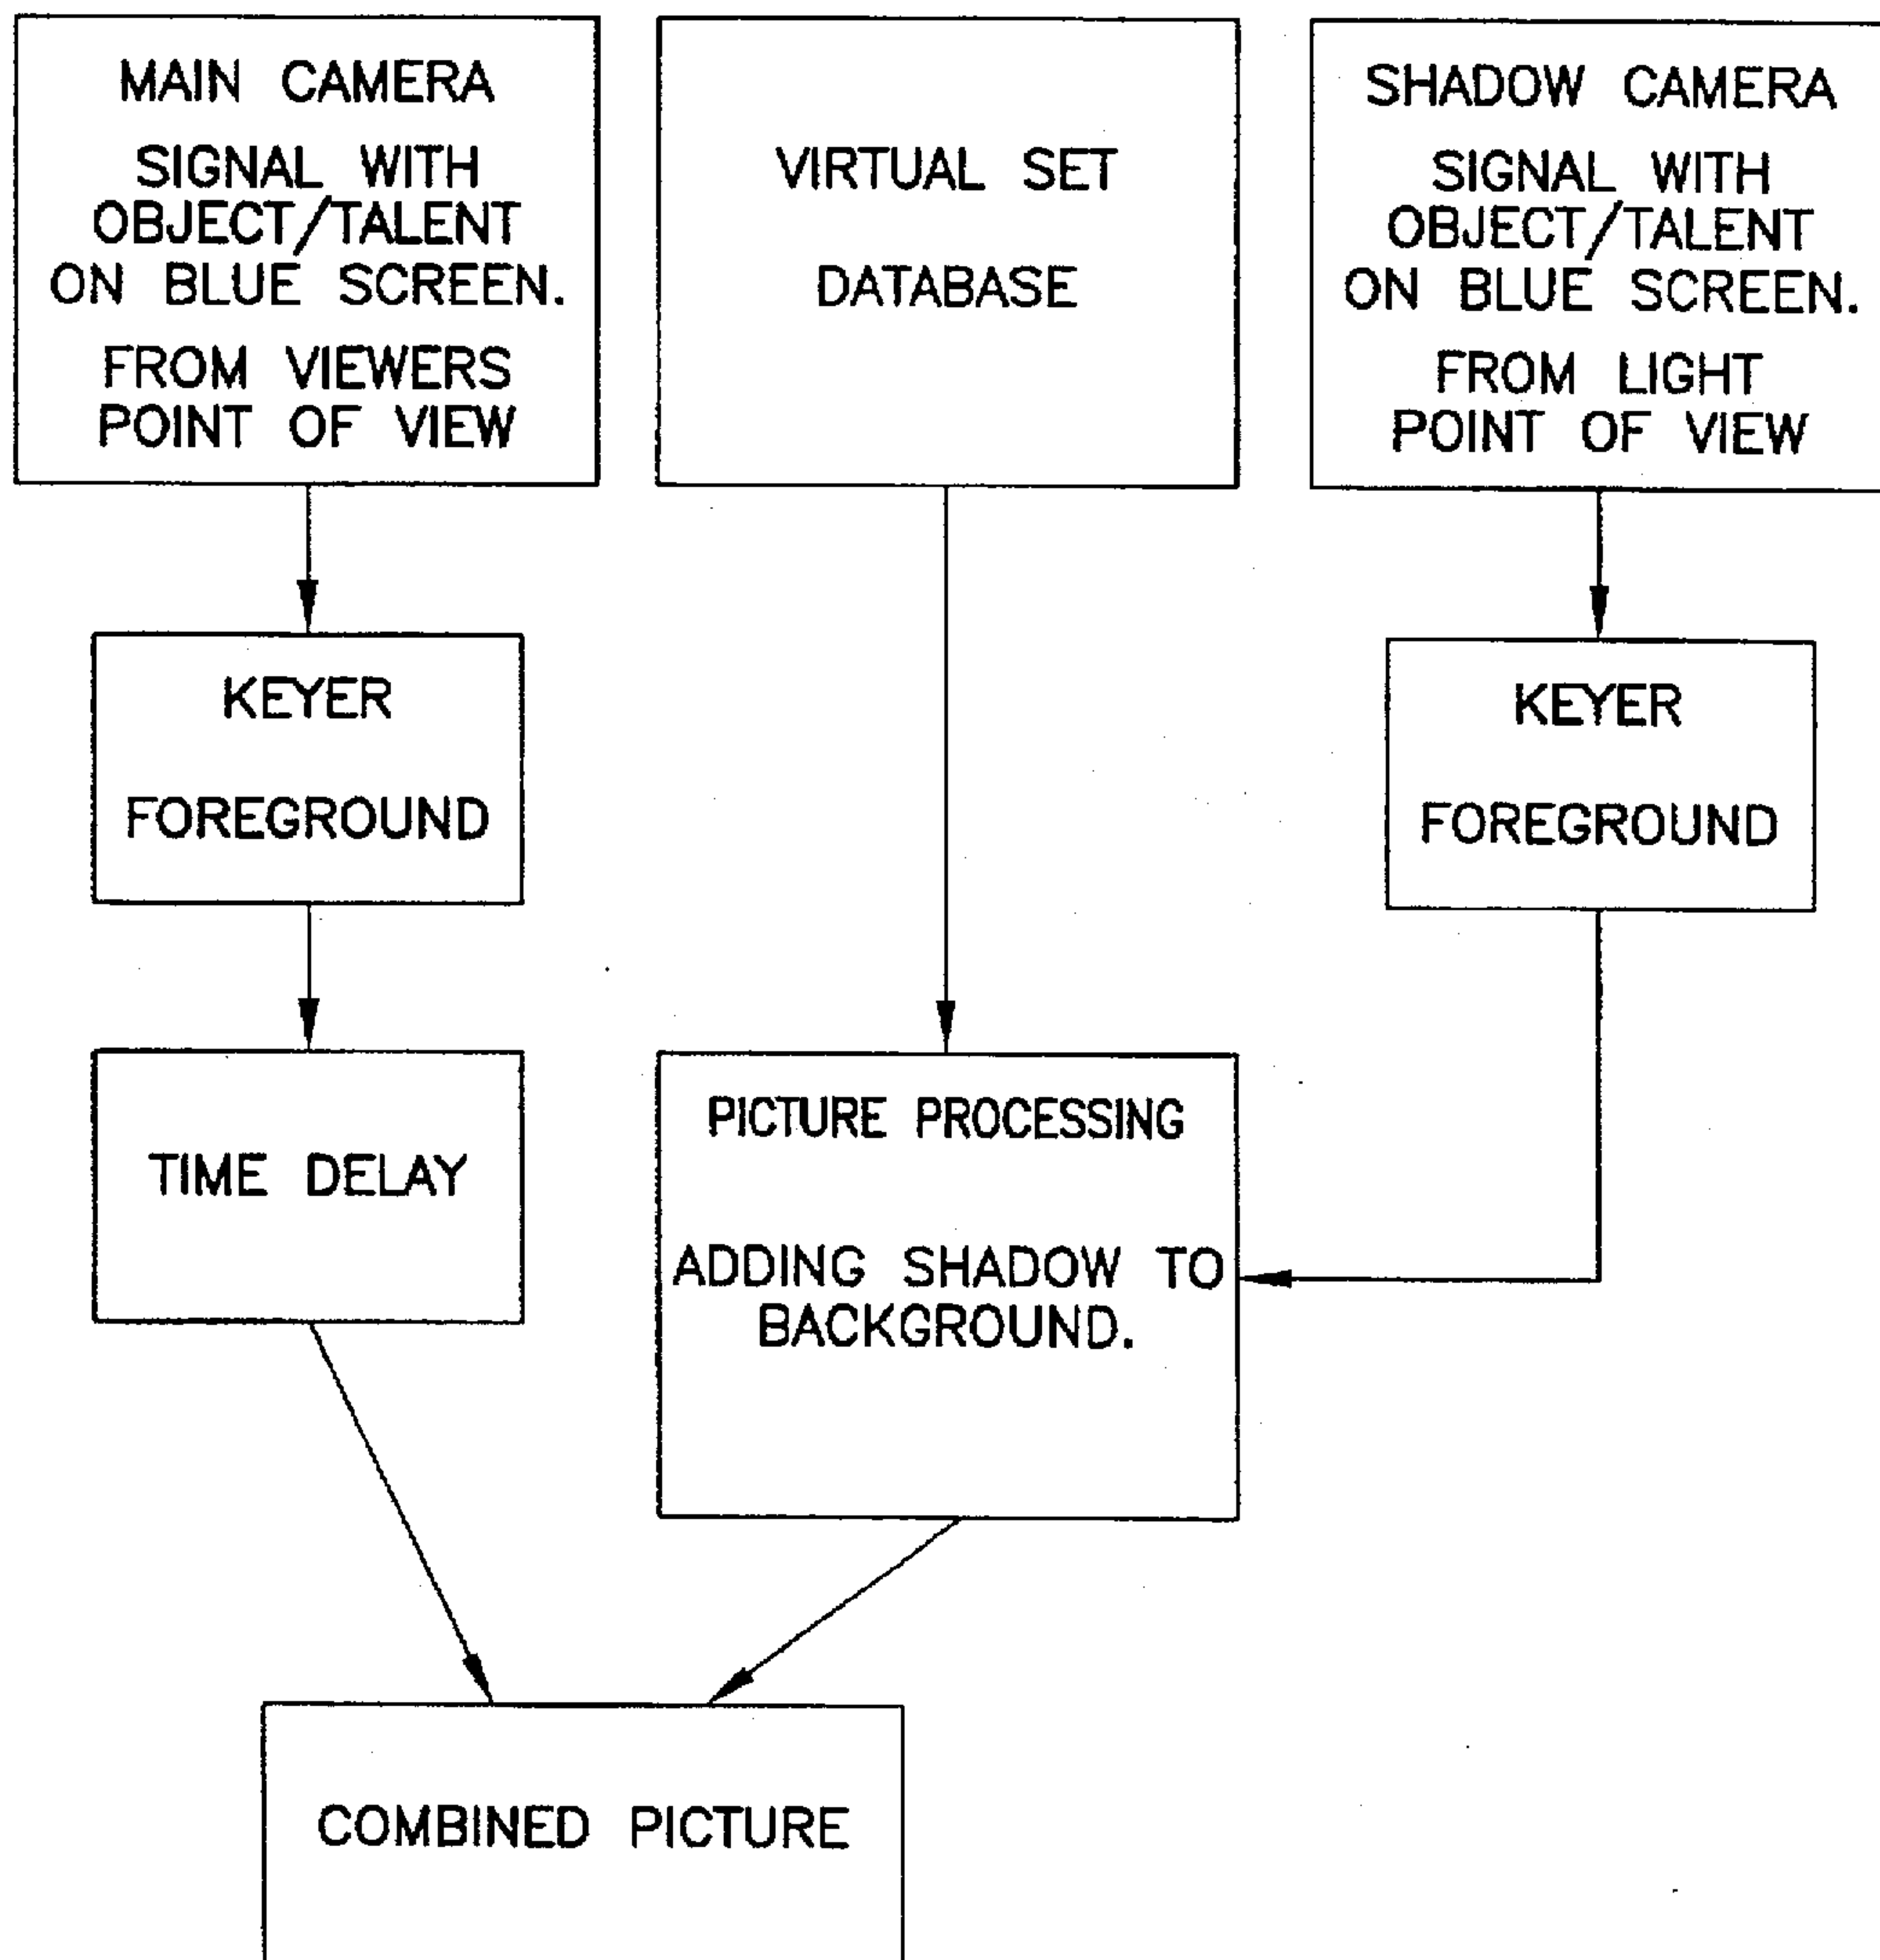 MAIN CAMERA
SIGNAL WITH
OBJECT/TALENT
ON BLUE SCREEN.
FROM VIEWERS
POINT OF VIEW
VIRTUAL SET
DATABASE
SHADOW CAMERA
SIGNAL WITH
OBJECT/TALENT
ON BLUE SCREEN.
FROM LIGHT
POINT OF VIEW
KEYER
FOREGROUND
KEYER
FOREGROUND
TIME DELAY
PICTURE PROCESSING
ADDING SHADOW TO
BACKGROUND.
COMBINED PICTURE